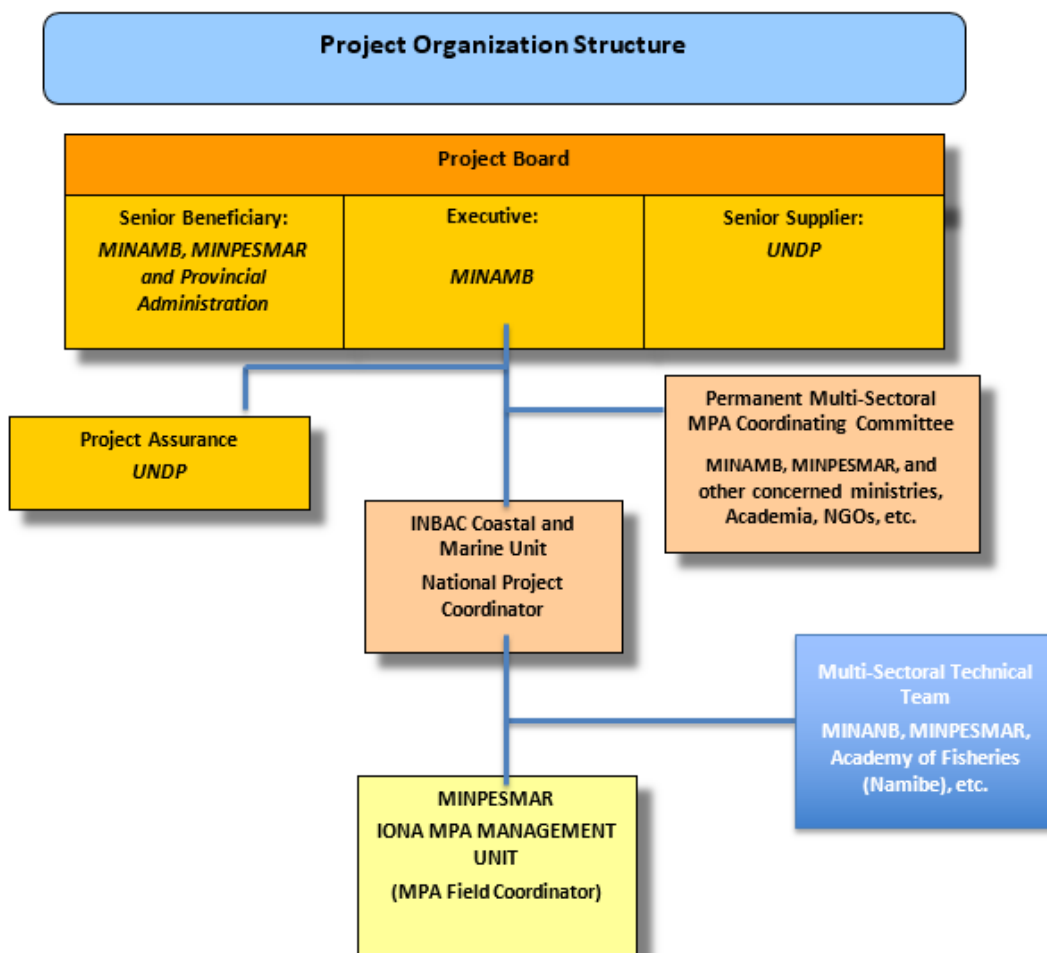 Project Organization Structure
Project Board
Senior Beneficiary:
MINAMB, MINPESMAR
and Provincial
Administration
Executive:
MINAMB
Senior Supplier:
UNDP
Project Assurance
UNDP
Permanent Multi-Sectoral
MPA Coordinating Committee
MINAMB, MINPESMAR, and
other concerned ministries,
Academia, NGOs, etc.
INBAC Coastal and
Marine Unit
National Project
Coordinator
Multi-Sectoral Technical
Team
MINANB, MINPESMAR,
Academy of Fisheries
(Namibe), etc.
MINPESMAR
IONA MPA MANAGEMENT
UNIT
(MPA Field Coordinator)